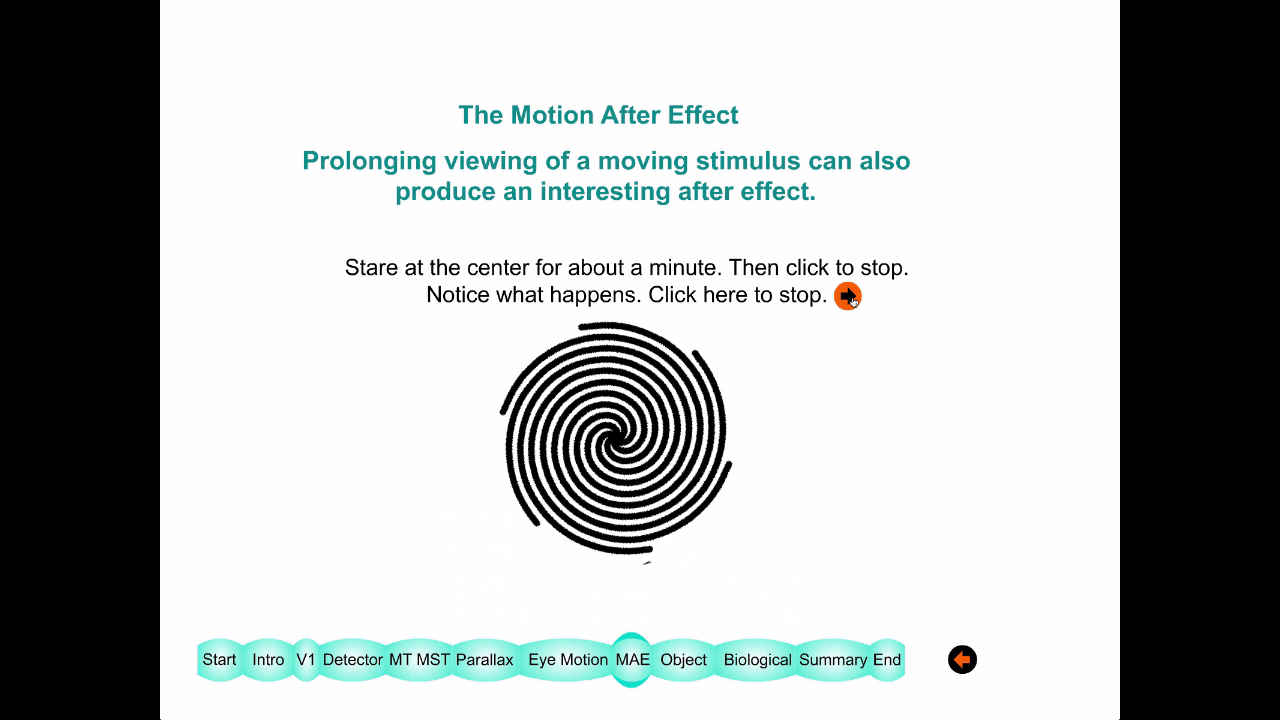 The Motion After Effect
Prolonging viewing of a moving stimulus can also
produce an interesting after effect.
Stare at the center for about a minute. Then click to stop.
Notice what happens. Click here to stop.
Start Intro V1 Detector MT MST Parallax Eye Motion MAE Object Biological Summary End